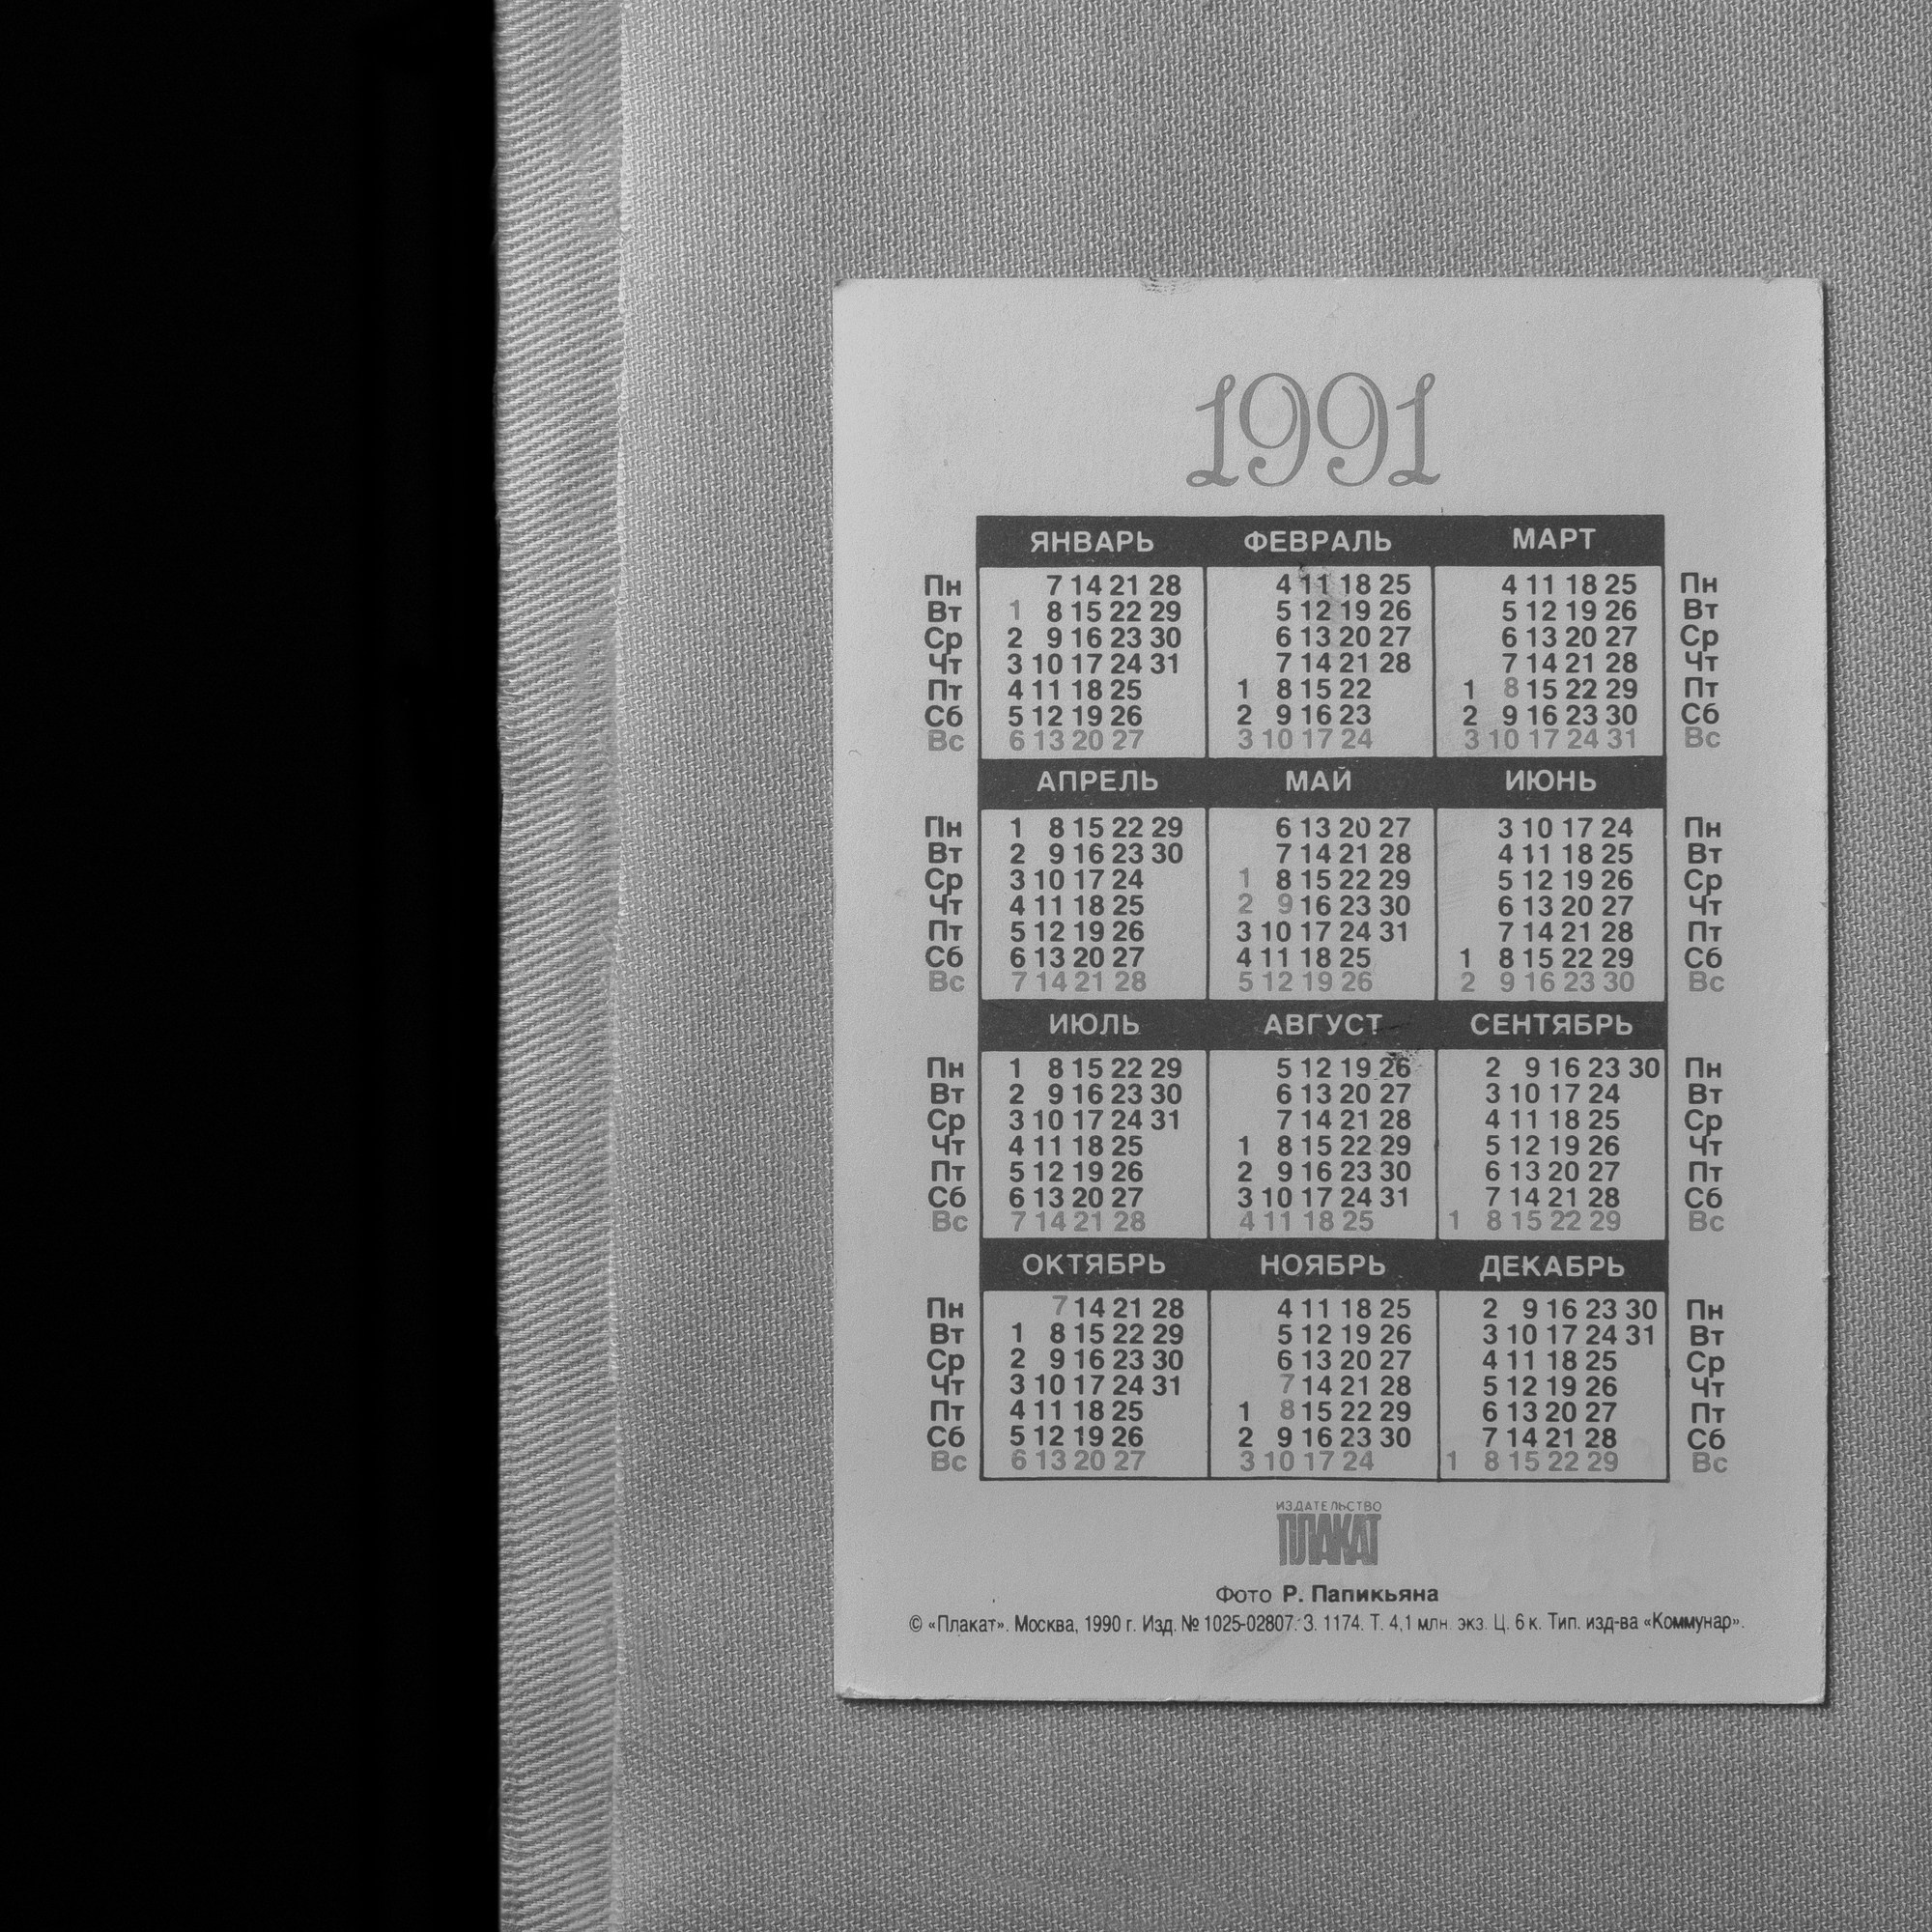 1991
ЯНВАРЬ ФЕВРАЛЬ МАРТ
Пн 7 14 21 28 4 11 18 25 4 11 18 25 Пн
Вт 1 8 15 22 29 5 12 19 26 5 12 19 26 Вт
Ср 2 9 16 23 30 6 13 20 27 6 13 20 27 Ср
Чт 3 10 17 24 31 7 14 21 28 7 14 21 28 Чт
Пт 4 11 18 25 1 8 15 22 1 8 15 22 29 Пт
Сб 5 12 19 26 2 9 16 23 2 9 16 23 30 Сб
Вс 6 13 20 27 3 10 17 24 3 10 17 24 31 Вс
АПРЕЛЬ МАЙ ИЮНЬ
Пн 1 8 15 22 29 6 13 20 27 3 10 17 24 Пн
Вт 2 9 16 23 30 7 14 21 28 4 11 18 25 Вт
Ср 3 10 17 24 1 8 15 22 29 5 12 19 26 Ср
Чт 4 11 18 25 2 9 16 23 30 6 13 20 27 Чт
Пт 5 12 19 26 3 10 17 24 31 7 14 21 28 Пт
Сб 6 13 20 27 4 11 18 25 1 8 15 22 29 Сб
Вс 7 14 21 28 5 12 19 26 2 9 16 23 30 Вс
ИЮЛЬ АВГУСТ СЕНТЯБРЬ
Пн 1 8 15 22 29 5 12 19 26 2 9 16 23 30 Пн
Вт 2 9 16 23 30 6 13 20 27 3 10 17 24 Вт
Ср 3 10 17 24 31 7 14 21 28 4 11 18 25 Ср
Чт 4 11 18 25 1 8 15 22 29 5 12 19 26 Чт
Пт 5 12 19 26 2 9 16 23 30 6 13 20 27 Пт
Сб 6 13 20 27 3 10 17 24 31 7 14 21 28 Сб
Вс 7 14 21 28 4 11 18 25 1 8 15 22 29 Вс
ОКТЯБРЬ НОЯБРЬ ДЕКАБРЬ
Пн 7 14 21 28 4 11 18 25 2 9 16 23 30 Пн
Вт 1 8 15 22 29 5 12 19 26 3 10 17 24 31 Вт
Ср 2 9 16 23 30 6 13 20 27 4 11 18 25 Ср
Чт 3 10 17 24 31 7 14 21 28 5 12 19 26 Чт
Пт 4 11 18 25 1 8 15 22 29 6 13 20 27 Пт
Сб 5 12 19 26 2 9 16 23 30 7 14 21 28 Сб
Вс 6 13 20 27 3 10 17 24 1 8 15 22 29 Вс
ИЗДАТЕЛЬСТВО
ПЛАКАТ
Фото Р. Папикьяна
© «Плакат». Москва, 1990 г. Изд. № 1025-02807. З. 1174. Т. 4,1 млн. экз. Ц. 6 к. Тип. изд-ва «Коммунар».